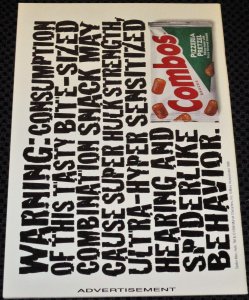 WARNING: CONSUMPTION
OF THIS TASTY BITE-SIZED
COMBINATION SNACK MAY
CAUSE SUPER HULK STRENGTH,
ULTRA-HYPER SENSITIZED
HEARING AND
SPIDERLIKE
BEHAVIOR.
PIZZERIA
PRETZEL
Combos
ADVERTISEMENT